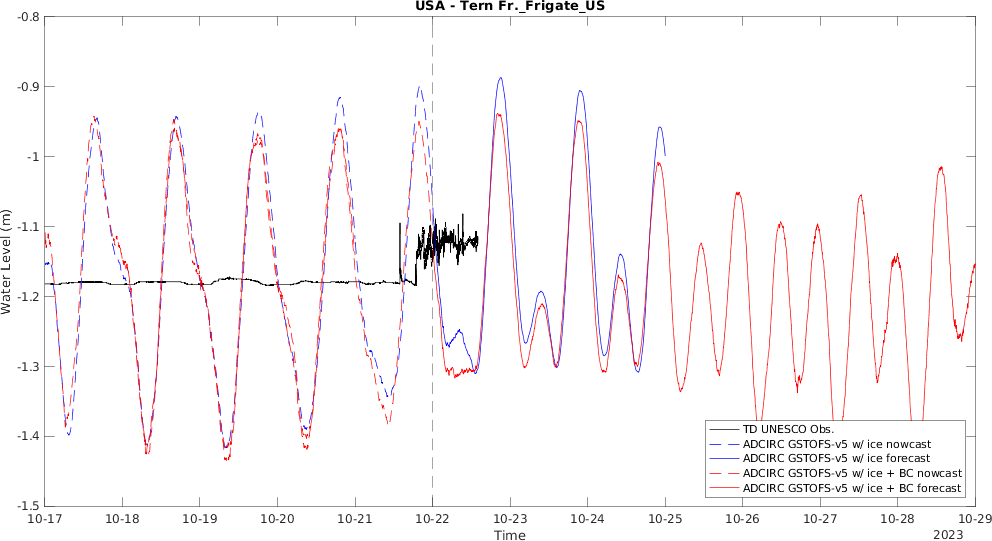 USA - Tern Fr._Frigate_US
-0.8
-0.9
-1
-1.1
-1.2
-1.3
-1.4
-1.5
Water Level (m)
TD UNESCO Obs.
ADCIRC GSTOFS-v5 w/ ice nowcast
ADCIRC GSTOFS-v5 w/ ice forecast
ADCIRC GSTOFS-v5 w/ ice + BC nowcast
ADCIRC GSTOFS-v5 w/ ice + BC forecast
10-17 10-18 10-19 10-20 10-21 10-22 10-23 10-24 10-25 10-26 10-27 10-28 10-29
Time
2023